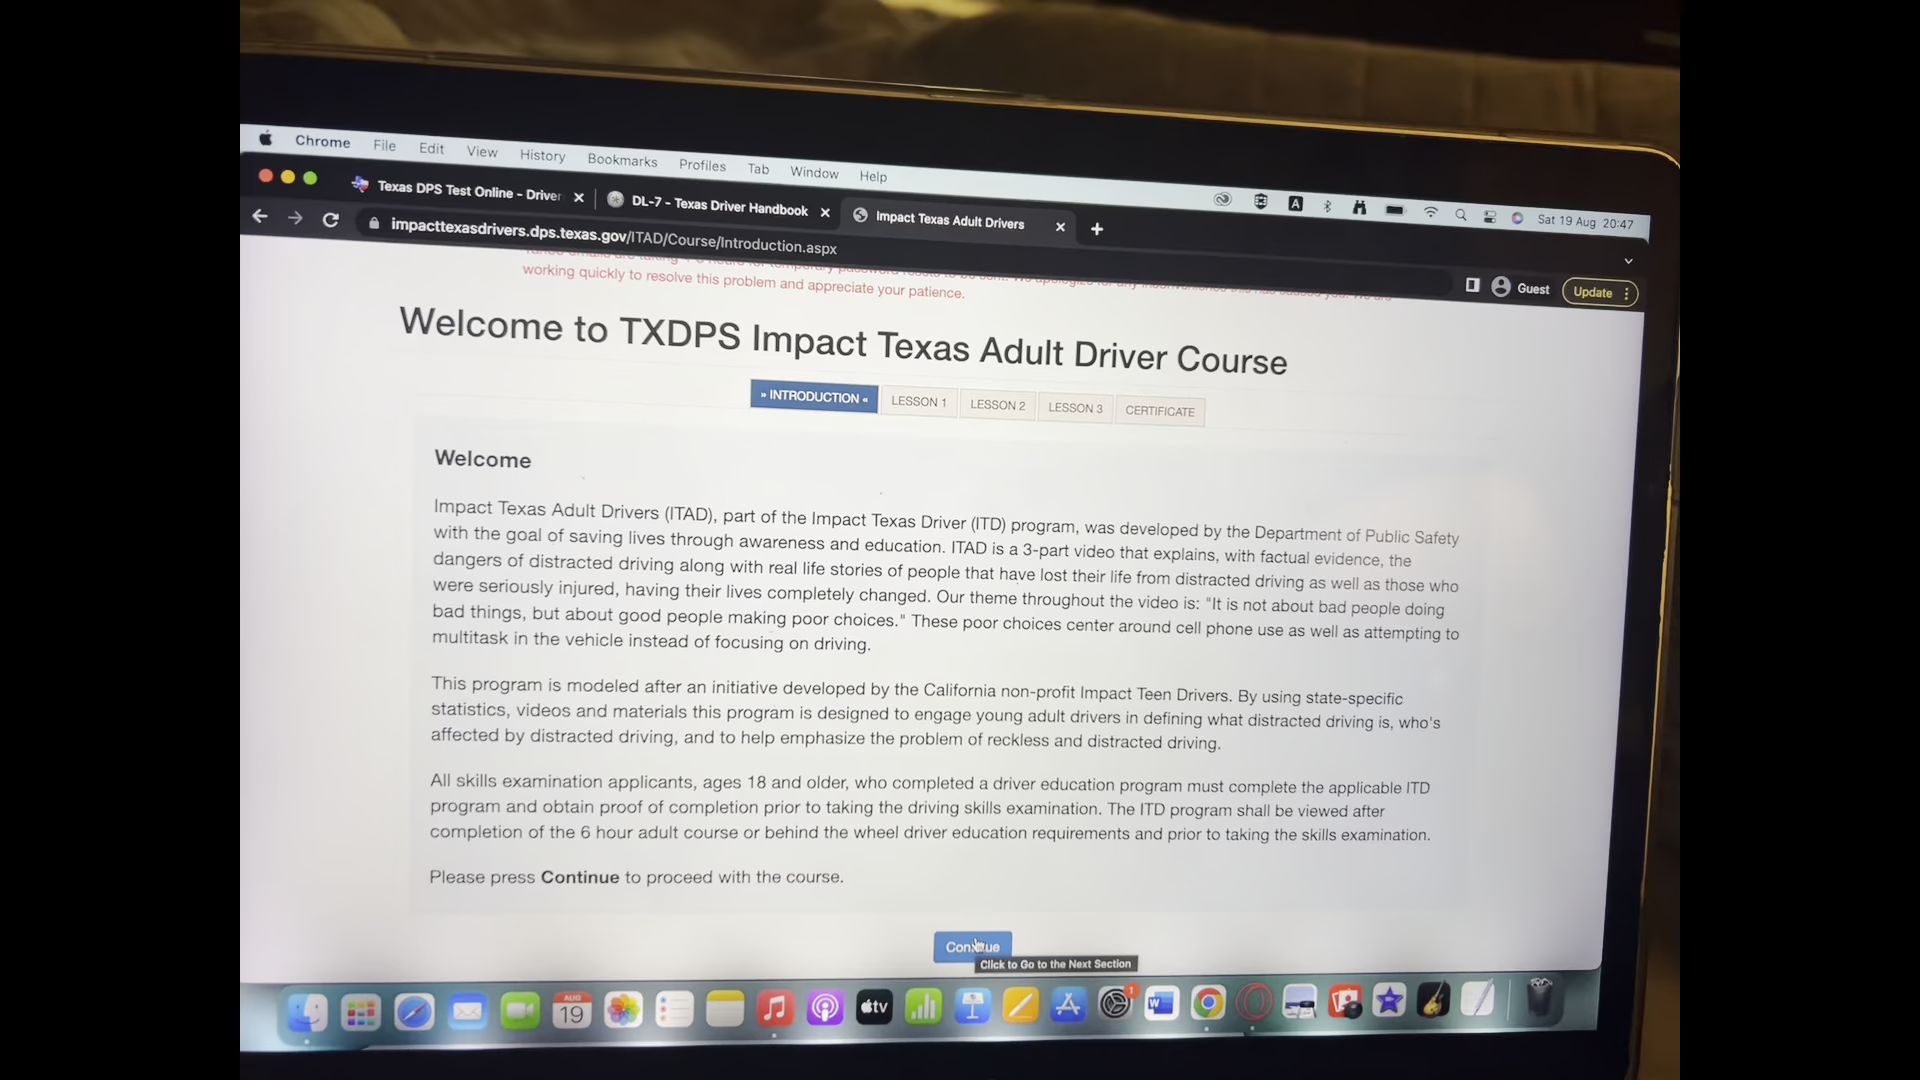 Chrome File Edit View History Bookmarks Profiles Tab Window Help
A
Sat 19 Aug 20:47
Texas DPS Test Online - Driver
DL-7 - Texas Driver Handbook
Impact Texas Adult Drivers
impacttexasdrivers.dps.texas.gov/ITAD/Course/Introduction.aspx
Guest
Update
working quickly to resolve this problem and appreciate your patience.
Welcome to TXDPS Impact Texas Adult Driver Course
» INTRODUCTION «
LESSON 1
LESSON 2
LESSON 3
CERTIFICATE
Welcome
Impact Texas Adult Drivers (ITAD), part of the Impact Texas Driver (ITD) program, was developed by the Department of Public Safety
with the goal of saving lives through awareness and education. ITAD is a 3-part video that explains, with factual evidence, the
dangers of distracted driving along with real life stories of people that have lost their life from distracted driving as well as those who
were seriously injured, having their lives completely changed. Our theme throughout the video is: "It is not about bad people doing
bad things, but about good people making poor choices." These poor choices center around cell phone use as well as attempting to
multitask in the vehicle instead of focusing on driving.
This program is modeled after an initiative developed by the California non-profit Impact Teen Drivers. By using state-specific
statistics, videos and materials this program is designed to engage young adult drivers in defining what distracted driving is, who's
affected by distracted driving, and to help emphasize the problem of reckless and distracted driving.
All skills examination applicants, ages 18 and older, who completed a driver education program must complete the applicable ITD
program and obtain proof of completion prior to taking the driving skills examination. The ITD program shall be viewed after
completion of the 6 hour adult course or behind the wheel driver education requirements and prior to taking the skills examination.
Please press Continue to proceed with the course.
Continue
Click to Go to the Next Section
AUG
19
tv
1
W